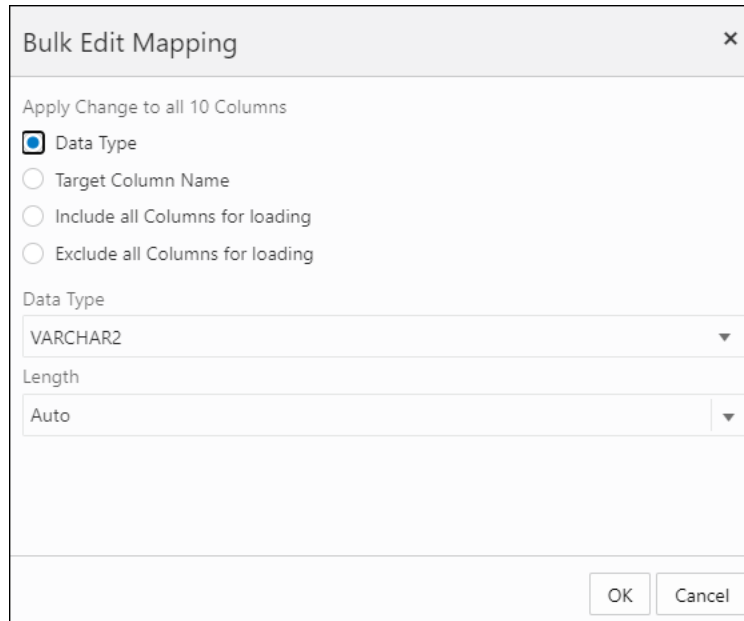 Bulk Edit Mapping
Apply Change to all 10 Columns
Data Type
Target Column Name
Include all Columns for loading
Exclude all Columns for loading
Data Type
VARCHAR2
Length
Auto
OK Cancel